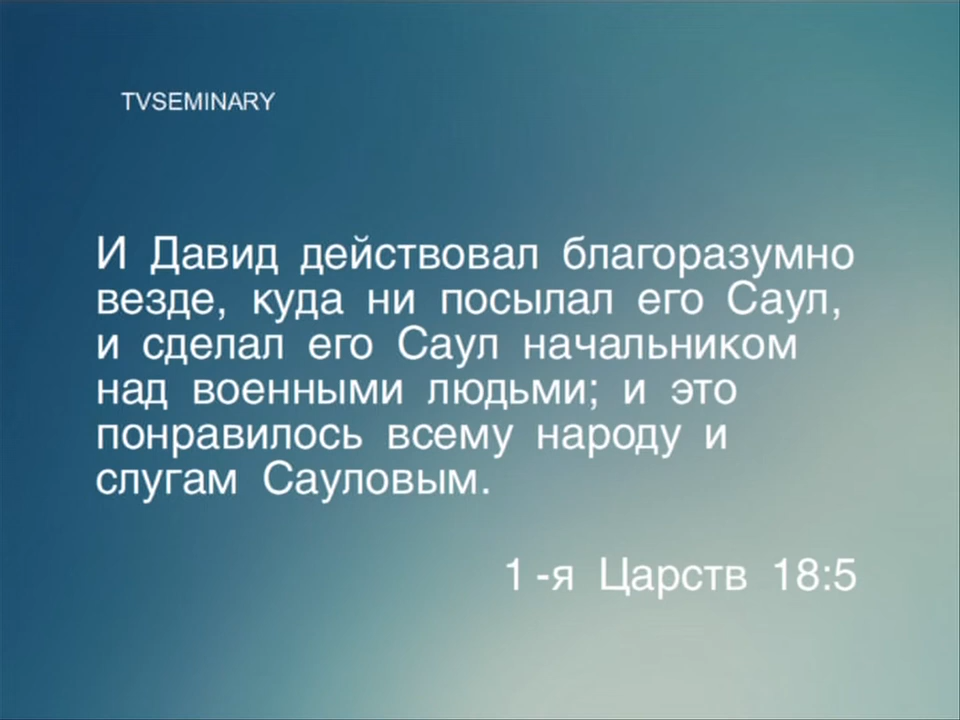 TVSEMINARY
И Давид действовал благоразумно
везде, куда ни посылал его Саул,
и сделал его Саул начальником
над военными людьми; и это
понравилось всему народу и
слугам Сауловым.
1-я Царств 18:5